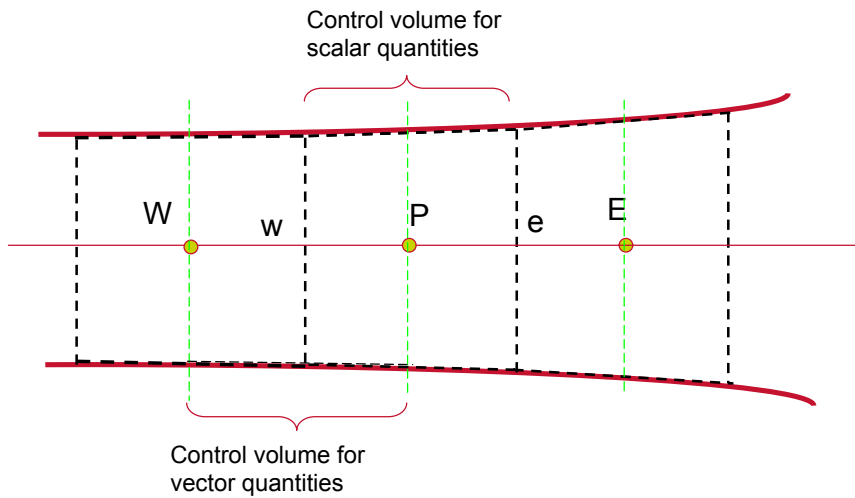 Control volume for
scalar quantities
W
w
P
e
E
Control volume for
vector quantities